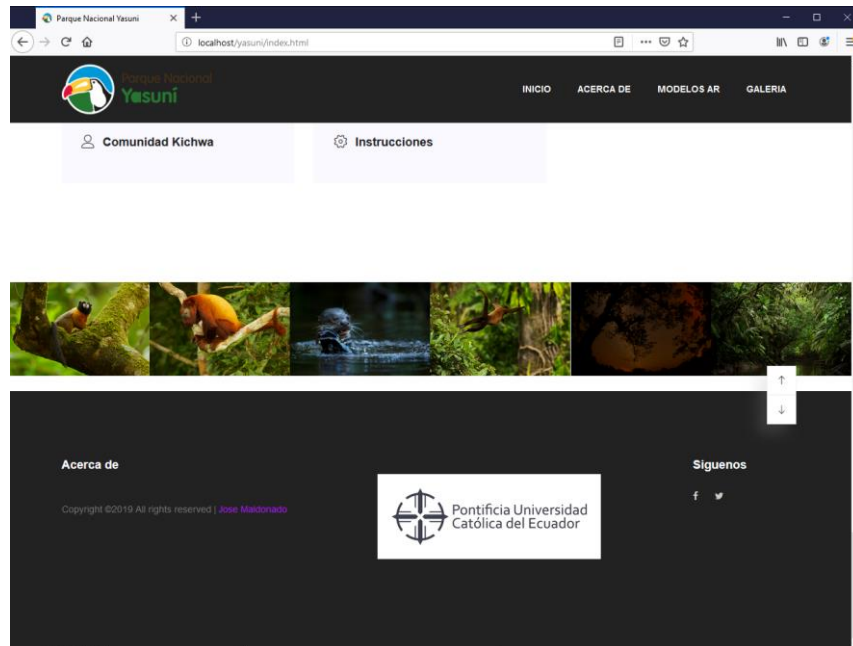 Parque Nacional Yasuni
localhost/yasuni/index.html
Parque Nacional
Yasuní
INICIO ACERCA DE MODELOS AR GALERIA
Comunidad Kichwa Instrucciones
Acerca de
Siguenos
Copyright ©2019 All rights reserved | Jose Maldonado
Pontificia Universidad
Católica del Ecuador